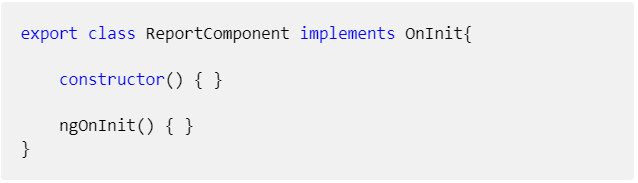 export class ReportComponent implements OnInit{
constructor() { }
ngOnInit() { }
}